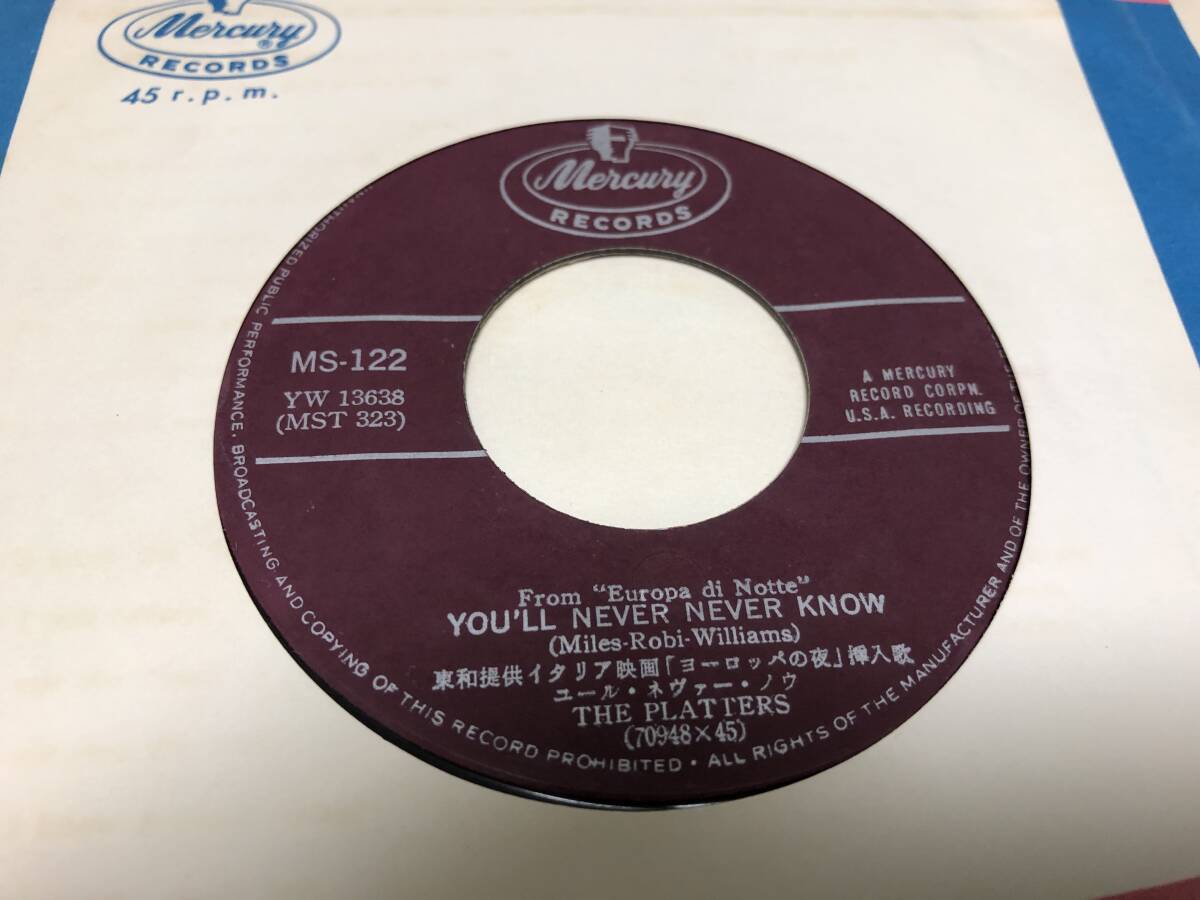 Mercury
®
RECORDS
45 r.p.m.
Mercury
RECORDS
MS-122
YW 13638
(MST 323)
A MERCURY
RECORD CORPN.
U.S.A. RECORDING
From "Europa di Notte"
YOU'LL NEVER NEVER KNOW
(Miles-Robi-Williams)
東和提供イタリア映画「ヨーロッパの夜」挿入歌
ユール・ネヴァー・ノウ
THE PLATTERS
(70948×45)
PUBLIC PERFORMANCE, BROADCASTING AND COPYING OF THIS RECORD PROHIBITED · ALL RIGHTS OF THE MANUFACTURER AND OF THE OWNER OF THE